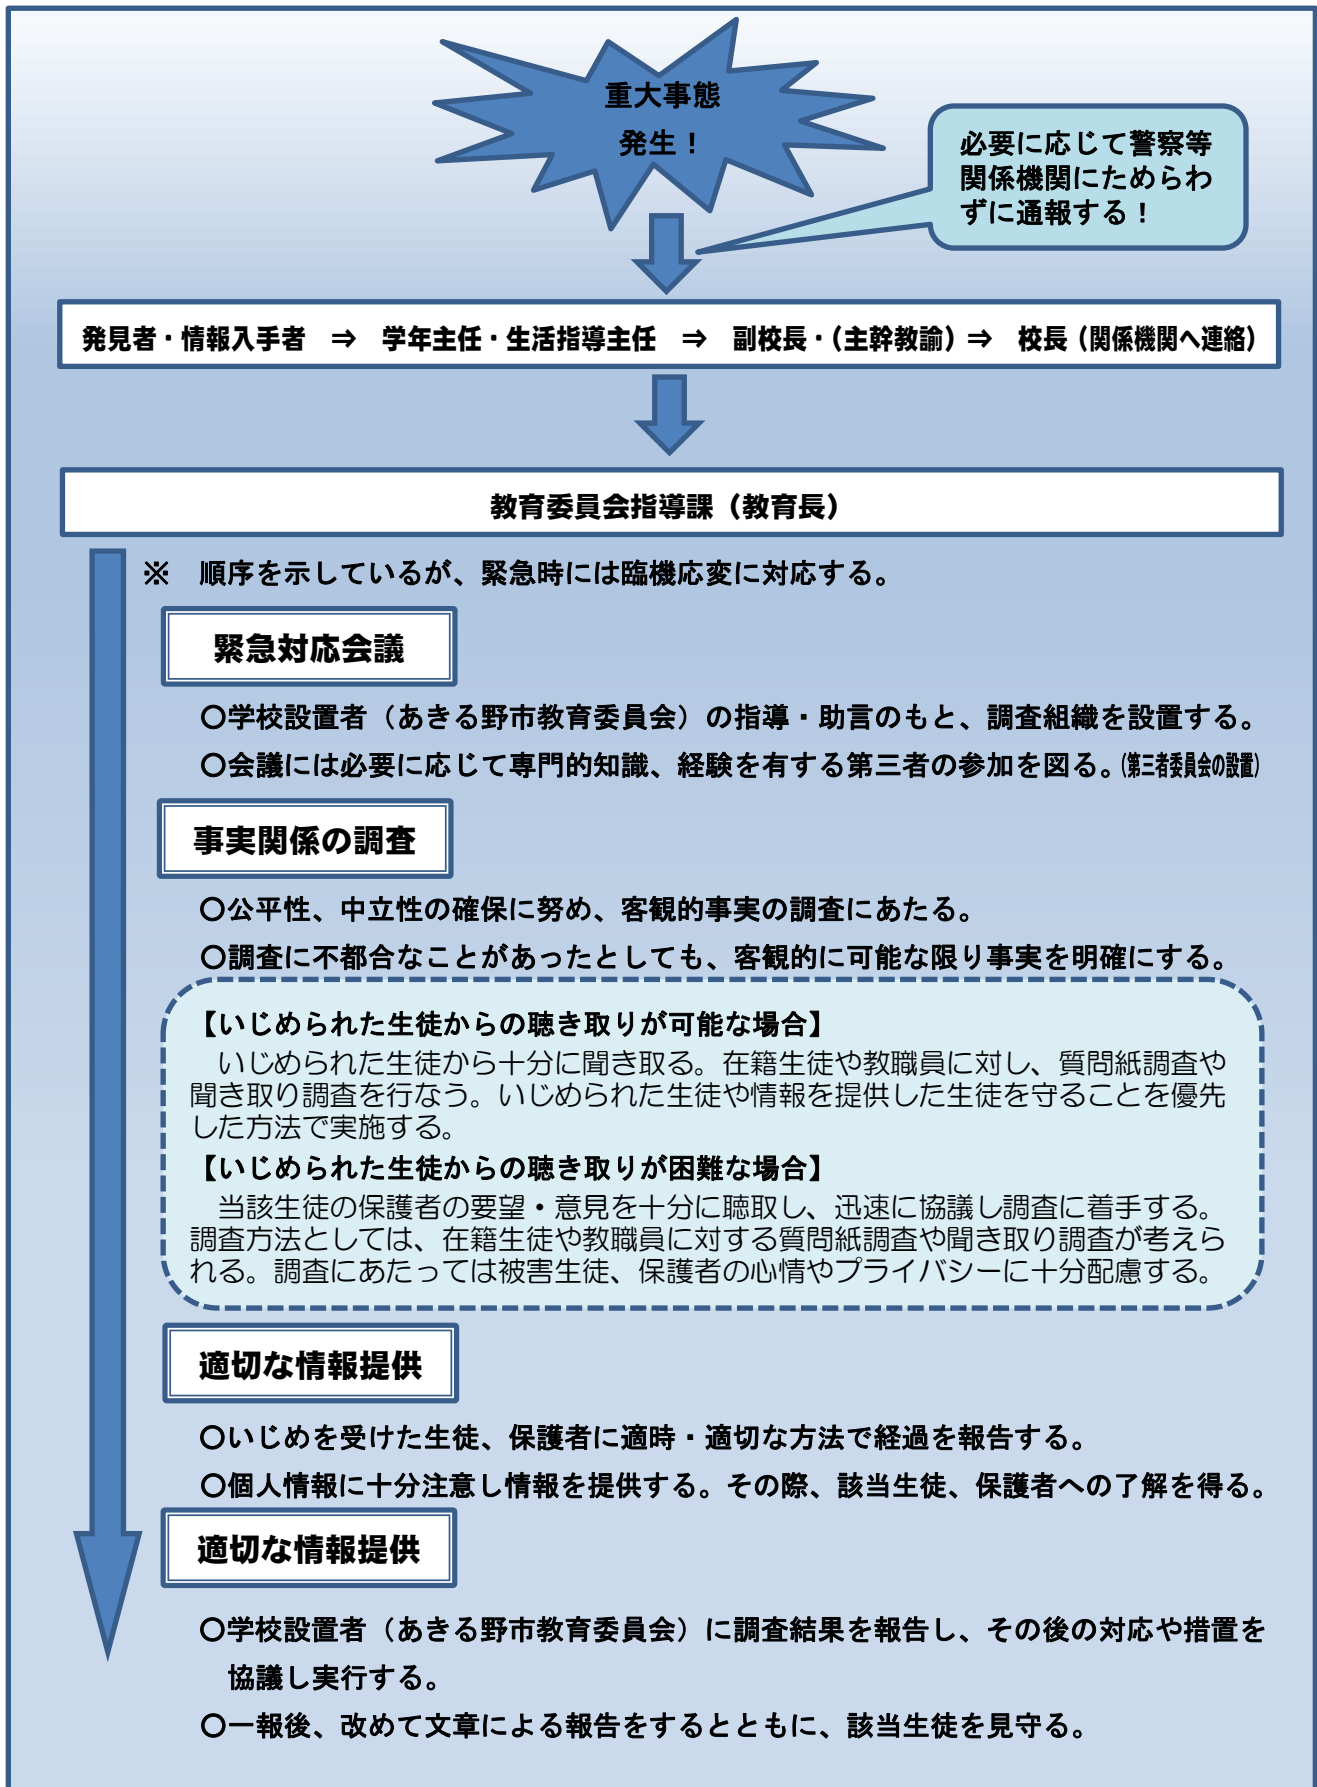 重大事態
発生！
必要に応じて警察等
関係機関にためらわ
ずに通報する！
発見者・情報入手者　⇒　学年主任・生活指導主任　⇒　副校長・（主幹教諭）⇒　校長（関係機関へ連絡）
教育委員会指導課（教育長）
※　順序を示しているが、緊急時には臨機応変に対応する。
緊急対応会議
○学校設置者（あきる野市教育委員会）の指導・助言のもと、調査組織を設置する。
○会議には必要に応じて専門的知識、経験を有する第三者の参加を図る。（第三者委員会の設置）
事実関係の調査
○公平性、中立性の確保に努め、客観的事実の調査にあたる。
○調査に不都合なことがあったとしても、客観的に可能な限り事実を明確にする。
【いじめられた生徒からの聴き取りが可能な場合】
　いじめられた生徒から十分に聞き取る。在籍生徒や教職員に対し、質問紙調査や
聞き取り調査を行なう。いじめられた生徒や情報を提供した生徒を守ることを優先
した方法で実施する。
【いじめられた生徒からの聴き取りが困難な場合】
　当該生徒の保護者の要望・意見を十分に聴取し、迅速に協議し調査に着手する。
調査方法としては、在籍生徒や教職員に対する質問紙調査や聞き取り調査が考えら
れる。調査にあたっては被害生徒、保護者の心情やプライバシーに十分配慮する。
適切な情報提供
○いじめを受けた生徒、保護者に適時・適切な方法で経過を報告する。
○個人情報に十分注意し情報を提供する。その際、該当生徒、保護者への了解を得る。
適切な情報提供
○学校設置者（あきる野市教育委員会）に調査結果を報告し、その後の対応や措置を
協議し実行する。
○一報後、改めて文章による報告をするとともに、該当生徒を見守る。